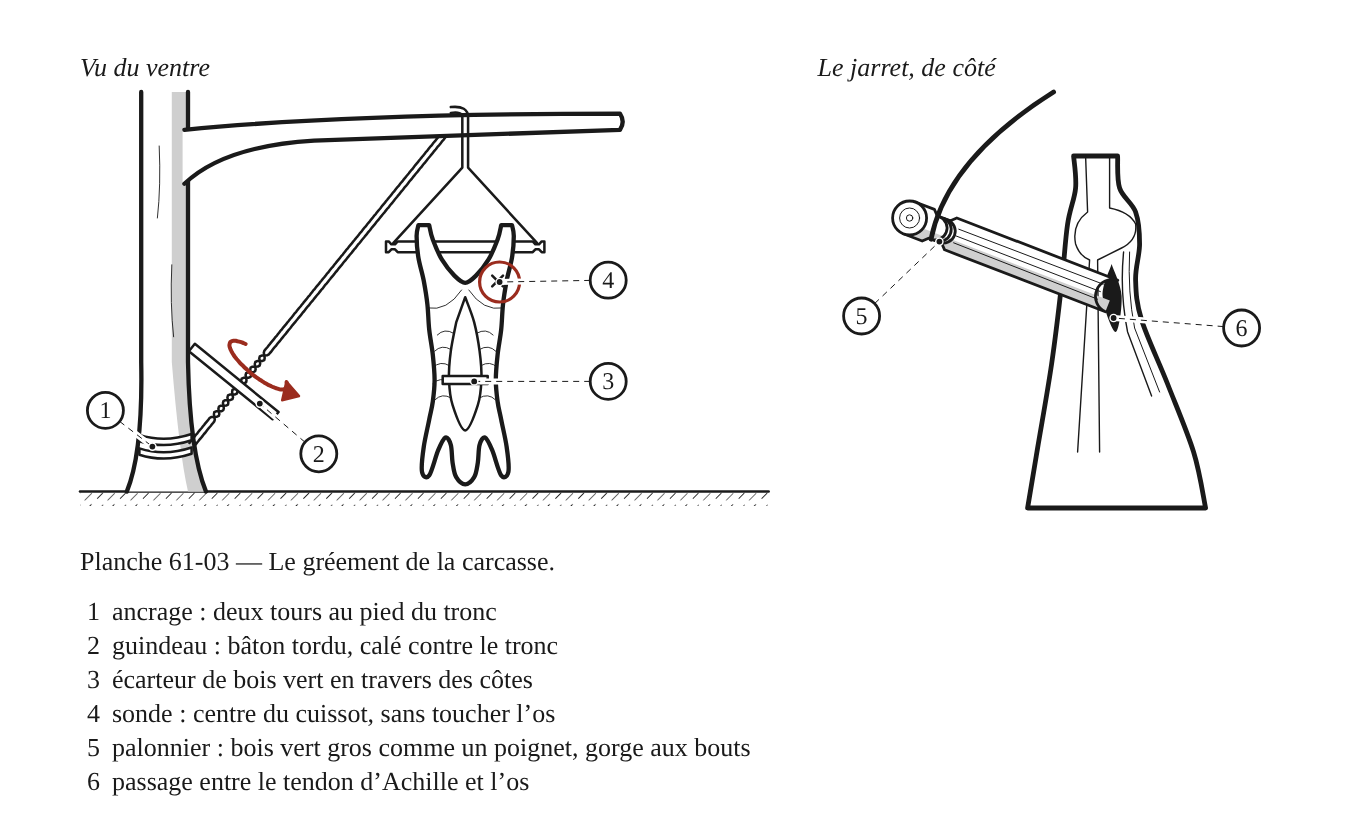 Vu du ventre
Le jarret, de côté
4
5
6
3
1
2
Planche 61-03 — Le gréement de la carcasse.
1 ancrage : deux tours au pied du tronc
2 guindeau : bâton tordu, calé contre le tronc
3 écarteur de bois vert en travers des côtes
4 sonde : centre du cuissot, sans toucher l’os
5 palonnier : bois vert gros comme un poignet, gorge aux bouts
6 passage entre le tendon d’Achille et l’os